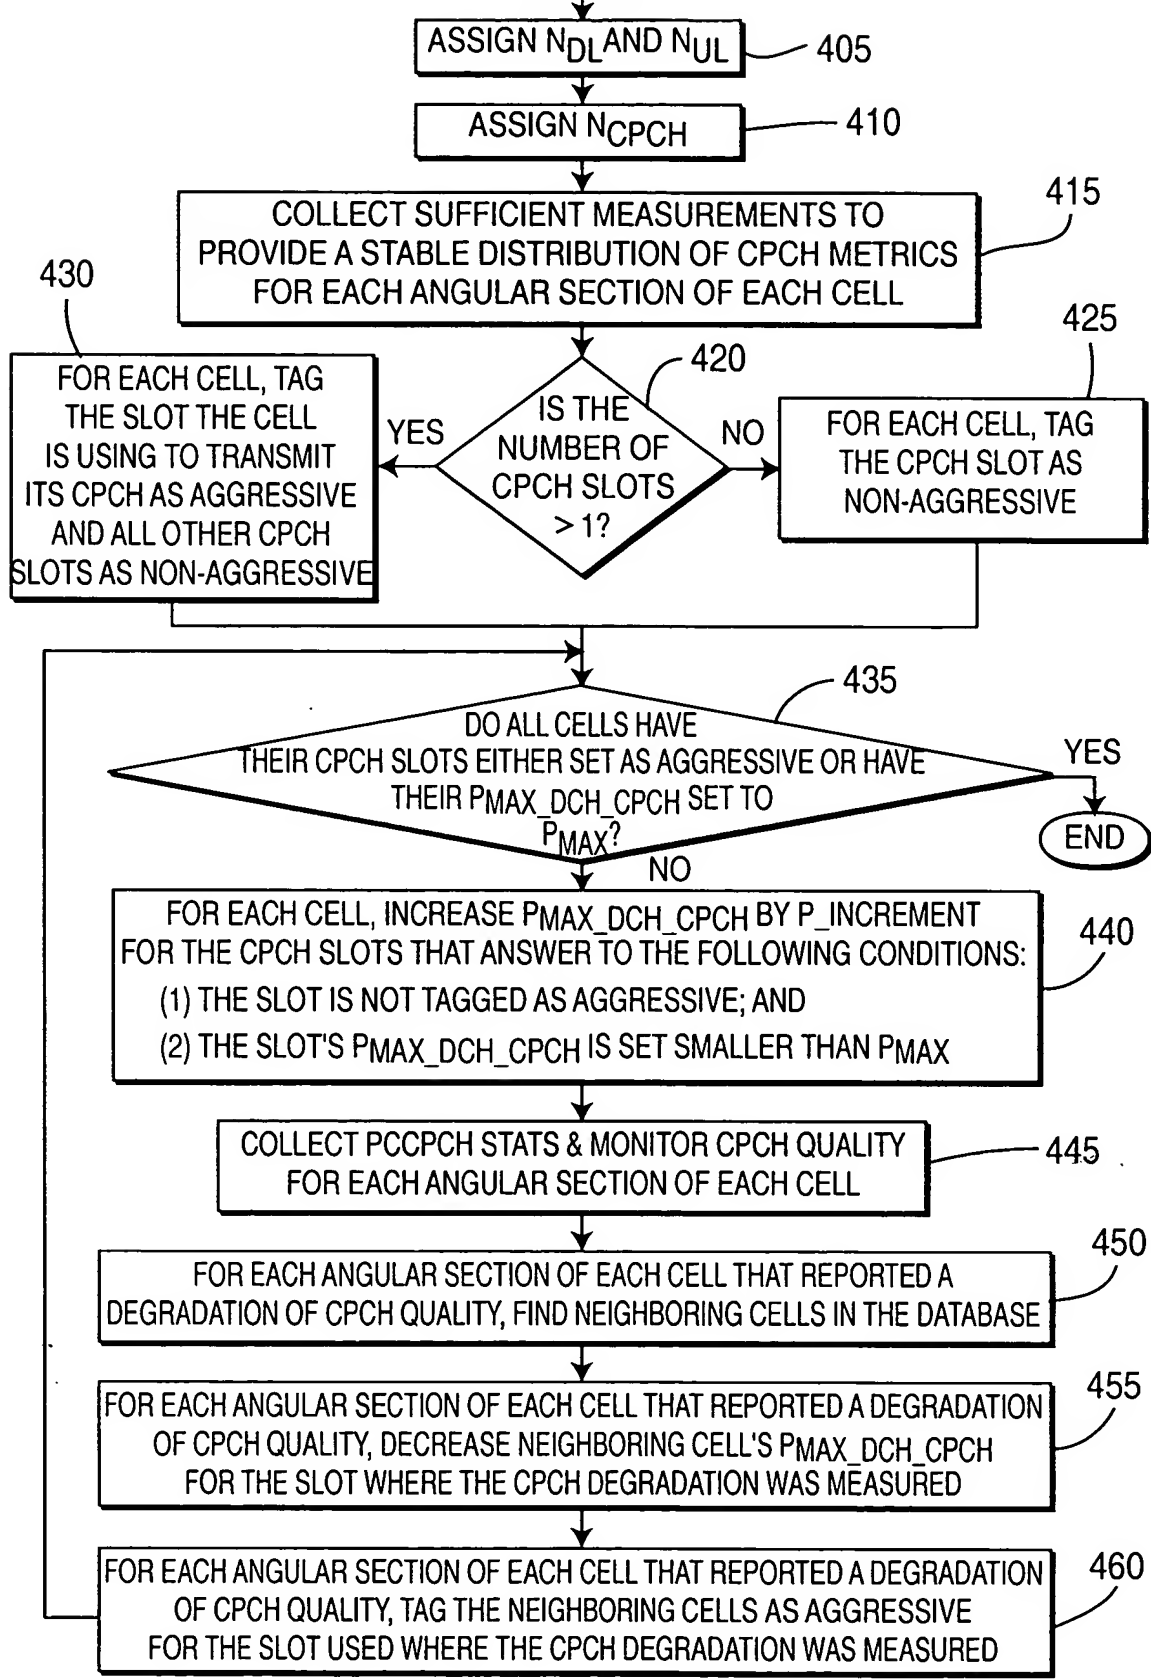 ASSIGN NDL AND NUL
405
ASSIGN NCPCH
410
COLLECT SUFFICIENT MEASUREMENTS TO
PROVIDE A STABLE DISTRIBUTION OF CPCH METRICS
FOR EACH ANGULAR SECTION OF EACH CELL
415
430
FOR EACH CELL, TAG
THE SLOT THE CELL
IS USING TO TRANSMIT
ITS CPCH AS AGGRESSIVE
AND ALL OTHER CPCH
SLOTS AS NON-AGGRESSIVE
YES
420
IS THE
NUMBER OF
CPCH SLOTS
> 1?
NO
425
FOR EACH CELL, TAG
THE CPCH SLOT AS
NON-AGGRESSIVE
435
DO ALL CELLS HAVE
THEIR CPCH SLOTS EITHER SET AS AGGRESSIVE OR HAVE
THEIR PMAX_DCH_CPCH SET TO
PMAX?
YES
END
NO
FOR EACH CELL, INCREASE PMAX_DCH_CPCH BY P_INCREMENT
FOR THE CPCH SLOTS THAT ANSWER TO THE FOLLOWING CONDITIONS:
(1) THE SLOT IS NOT TAGGED AS AGGRESSIVE; AND
(2) THE SLOT'S PMAX_DCH_CPCH IS SET SMALLER THAN PMAX
440
COLLECT PCCPCH STATS & MONITOR CPCH QUALITY
FOR EACH ANGULAR SECTION OF EACH CELL
445
FOR EACH ANGULAR SECTION OF EACH CELL THAT REPORTED A
DEGRADATION OF CPCH QUALITY, FIND NEIGHBORING CELLS IN THE DATABASE
450
FOR EACH ANGULAR SECTION OF EACH CELL THAT REPORTED A DEGRADATION
OF CPCH QUALITY, DECREASE NEIGHBORING CELL'S PMAX_DCH_CPCH
FOR THE SLOT WHERE THE CPCH DEGRADATION WAS MEASURED
455
FOR EACH ANGULAR SECTION OF EACH CELL THAT REPORTED A DEGRADATION
OF CPCH QUALITY, TAG THE NEIGHBORING CELLS AS AGGRESSIVE
FOR THE SLOT USED WHERE THE CPCH DEGRADATION WAS MEASURED
460